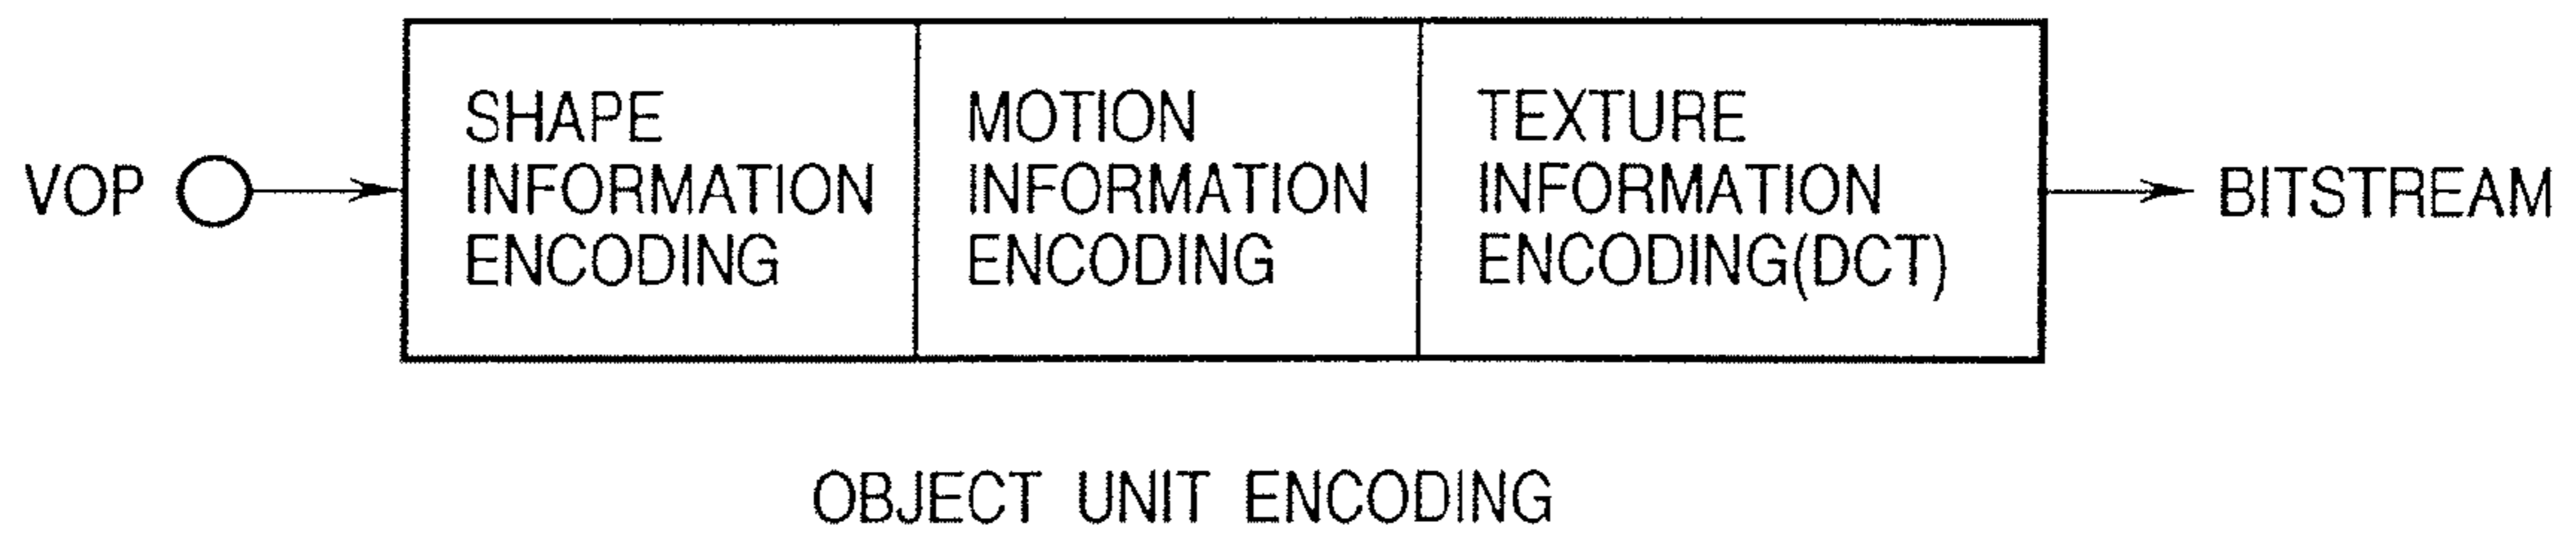 VOP
SHAPE
INFORMATION
ENCODING
MOTION
INFORMATION
ENCODING
TEXTURE
INFORMATION
ENCODING(DCT)
BITSTREAM
OBJECT UNIT ENCODING